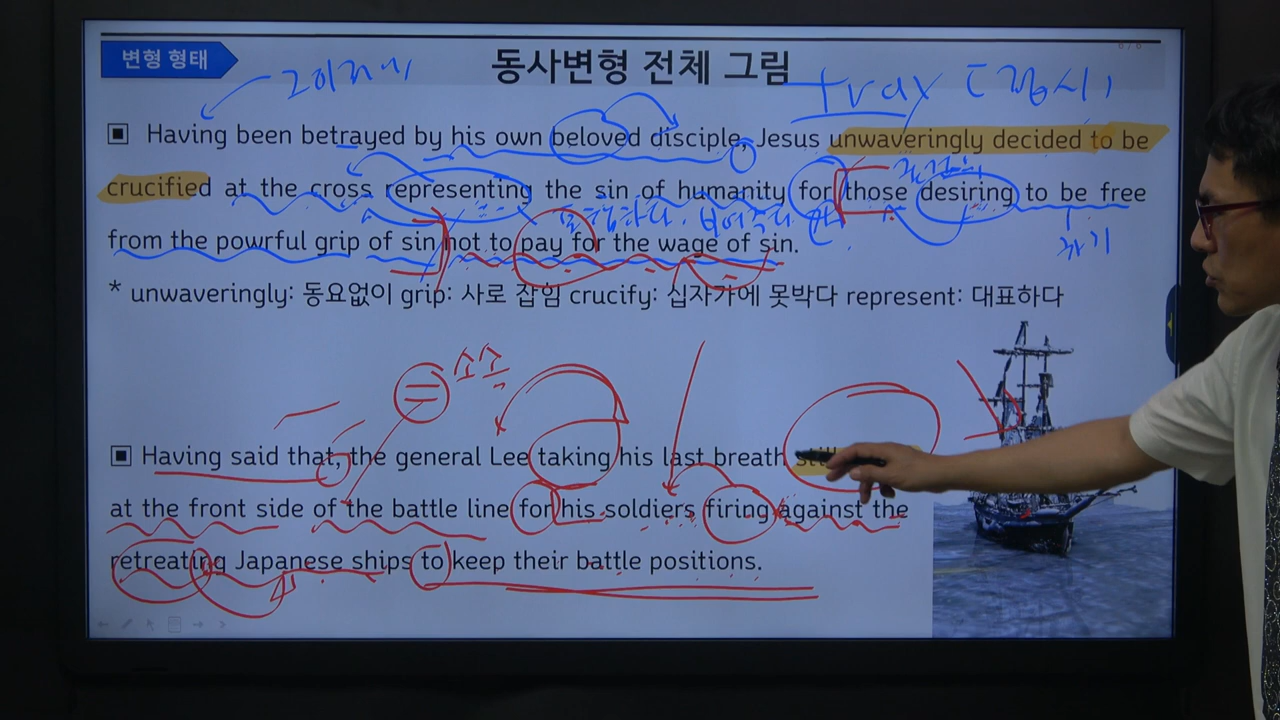 변형 형태
동사변형 전체 그림
6 / 6
■ Having been betrayed by his own beloved disciple, Jesus unwaveringly decided to be
crucified at the cross representing the sin of humanity for those desiring to be free
from the powrful grip of sin not to pay for the wage of sin.
* unwaveringly: 동요없이 grip: 사로 잡임 crucify: 십자가에 못박다 represent: 대표하다
소소
■ Having said that, the general Lee taking his last breath
at the front side of the battle line for his soldiers firing against the
retreating Japanese ships to keep their battle positions.